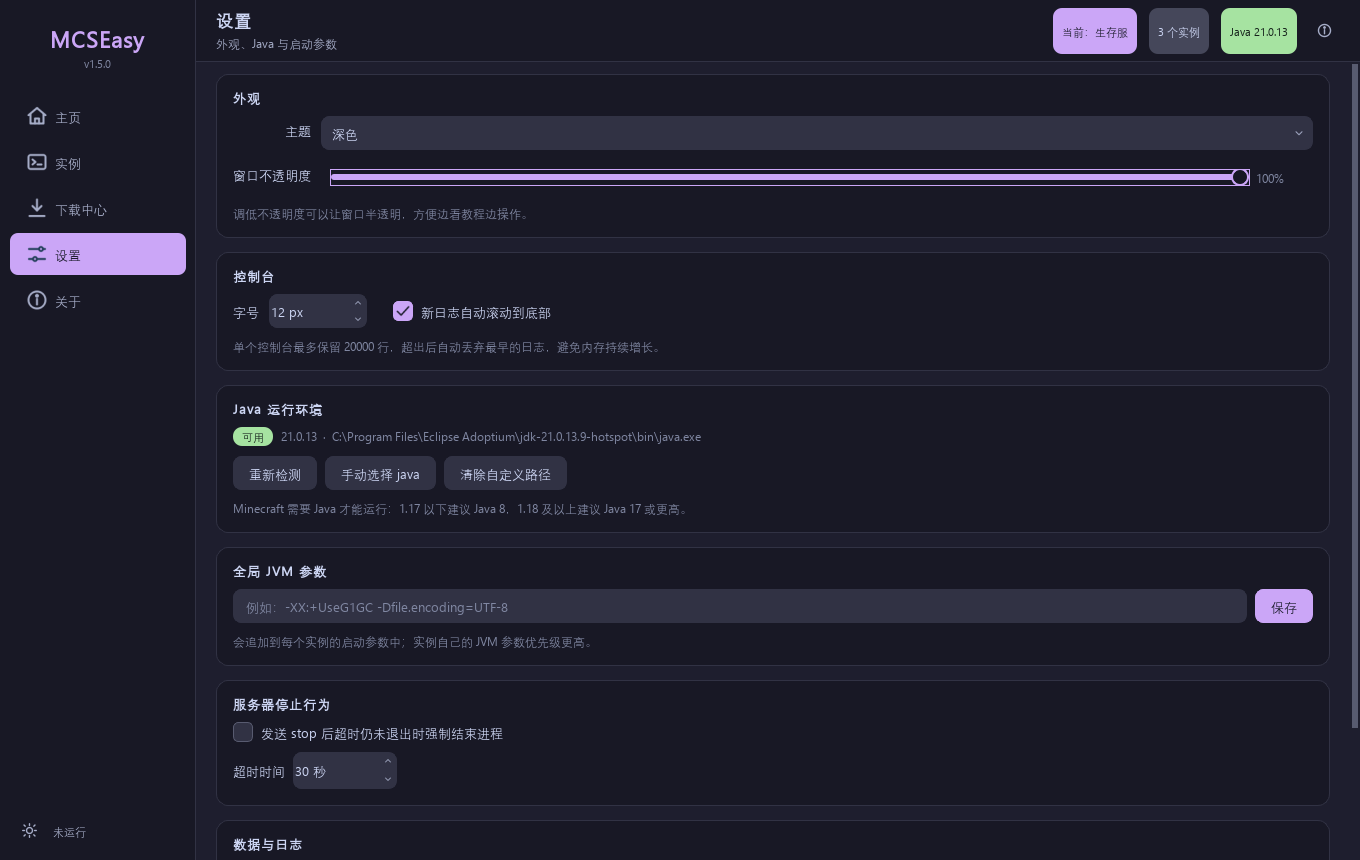 MCSEasy
v1.5.0
主页
实例
下载中心
设置
关于
未运行
设置
外观、Java 与启动参数
当前：生存服
3 个实例
Java 21.0.13
外观
主题
深色
窗口不透明度
100%
调低不透明度可以让窗口半透明，方便边看教程边操作。
控制台
字号
12 px
新日志自动滚动到底部
单个控制台最多保留 20000 行，超出后自动丢弃最早的日志，避免内存持续增长。
Java 运行环境
可用
21.0.13 · C:\Program Files\Eclipse Adoptium\jdk-21.0.13.9-hotspot\bin\java.exe
重新检测
手动选择 java
清除自定义路径
Minecraft 需要 Java 才能运行：1.17 以下建议 Java 8，1.18 及以上建议 Java 17 或更高。
全局 JVM 参数
例如：-XX:+UseG1GC -Dfile.encoding=UTF-8
保存
会追加到每个实例的启动参数中；实例自己的 JVM 参数优先级更高。
服务器停止行为
发送 stop 后超时仍未退出时强制结束进程
超时时间
30 秒
数据与日志